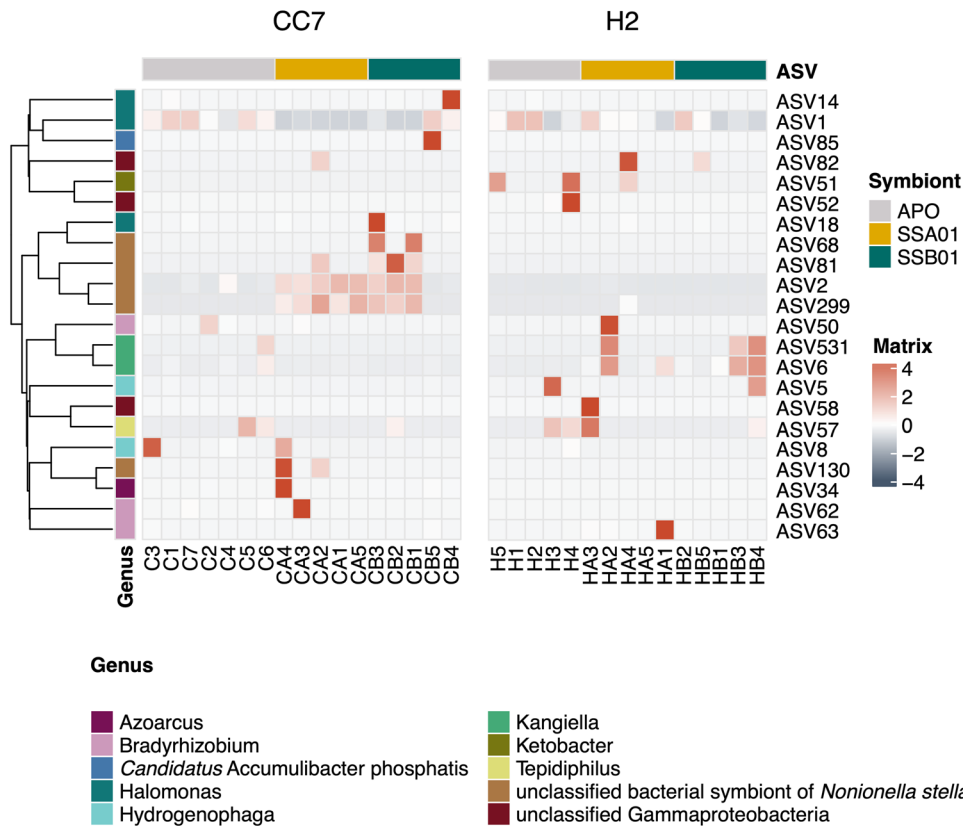 CC7
H2
ASV
ASV14
ASV1
ASV85
ASV82
ASV51
ASV52
ASV18
ASV68
ASV81
ASV2
ASV299
ASV50
ASV531
ASV6
ASV5
ASV58
ASV57
ASV8
ASV130
ASV34
ASV62
ASV63
Symbiont
APO
SSA01
SSB01
Matrix
4
2
0
−2
−4
Genus
C3
C1
C7
C2
C4
C5
C6
CA4
CA3
CA2
CA1
CA5
CB3
CB2
CB1
CB5
CB4
H5
H1
H2
H3
H4
HA3
HA2
HA4
HA5
HA1
HB2
HB5
HB1
HB3
HB4
Genus
Azoarcus
Bradyrhizobium
Candidatus Accumulibacter phosphatis
Halomonas
Hydrogenophaga
Kangiella
Ketobacter
Tepidiphilus
unclassified bacterial symbiont of Nonionella stella
unclassified Gammaproteobacteria